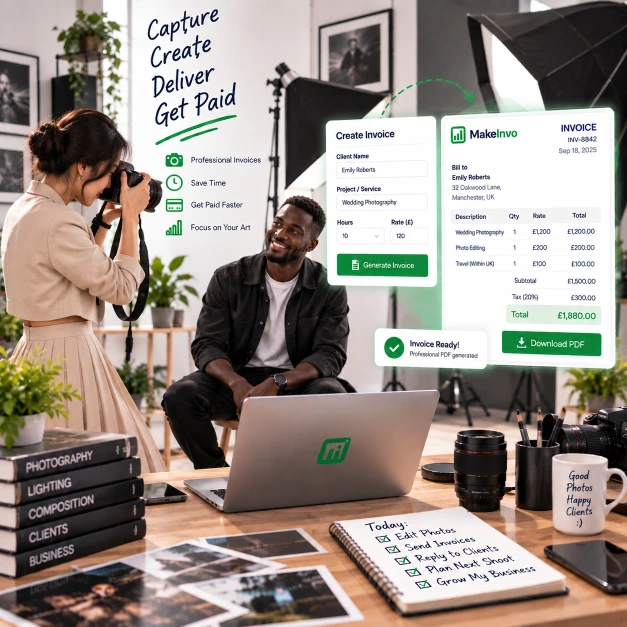 Capture
Create
Deliver
Get Paid
Professional Invoices
Save Time
Get Paid Faster
Focus on Your Art
Create Invoice
Client Name
Emily Roberts
Project / Service
Wedding Photography
Hours Rate (£)
10 120
Generate Invoice
MakeInvo
INVOICE
INV-8842
Sep 18, 2025
Bill to
Emily Roberts
32 Oakwood Lane,
Manchester, UK
Description Qty Rate Total
Wedding Photography 1 £1,200 £1,200.00
Photo Editing 1 £200 £200.00
Travel (Within UK) 1 £100 £100.00
Subtotal £1,500.00
Tax (20%) £300.00
Total £1,880.00
Download PDF
Invoice Ready!
Professional PDF generated
PHOTOGRAPHY
LIGHTING
COMPOSITION
CLIENTS
BUSINESS
Today:
Edit Photos
Send Invoices
Reply to Clients
Plan Next Shoot
Grow My Business
Good
Photos
Happy
Clients
:)